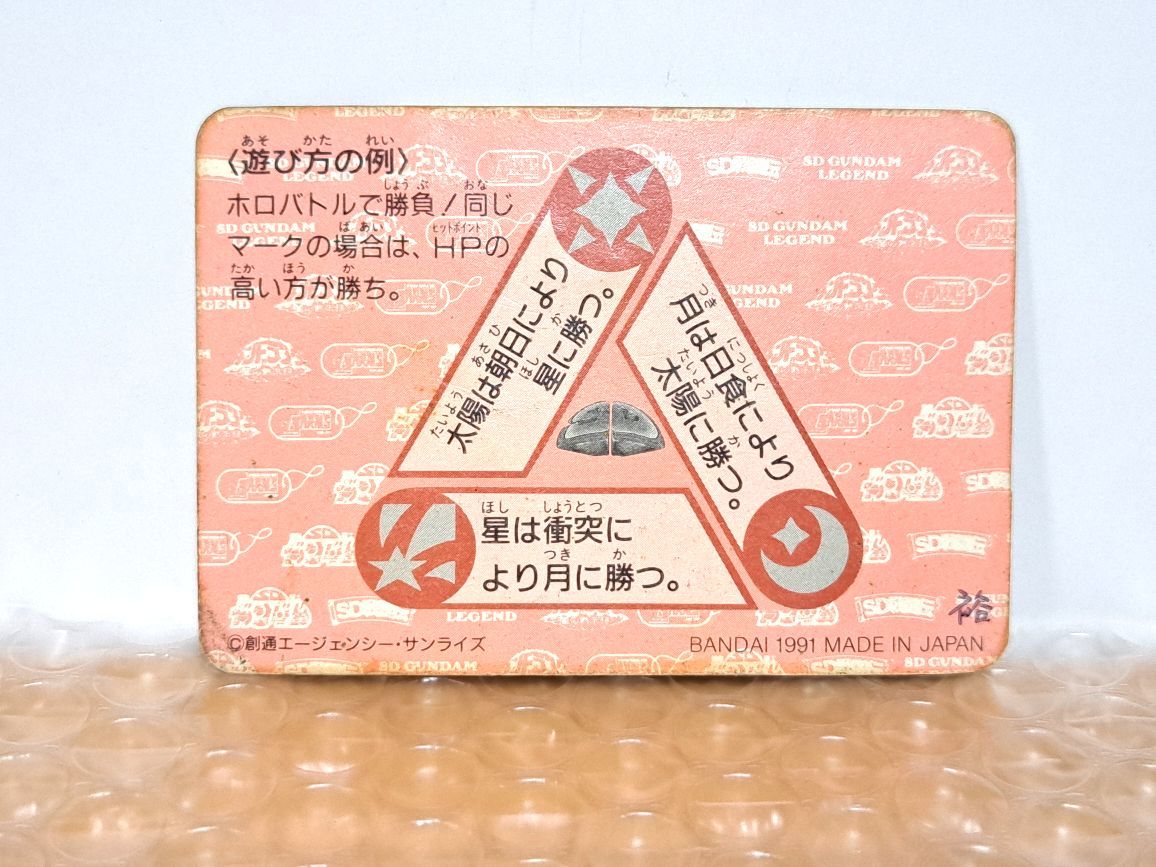 〈遊び方の例〉
ホロバトルで勝負!同じ
マークの場合は、HPの
高い方が勝ち。
太陽は朝日により
星に勝つ。
月は日食により
太陽に勝つ。
星は衝突に
より月に勝つ。
©創通エージェンシー・サンライズ
BANDAI 1991 MADE IN JAPAN
裕
SD GUNDAM
LEGEND